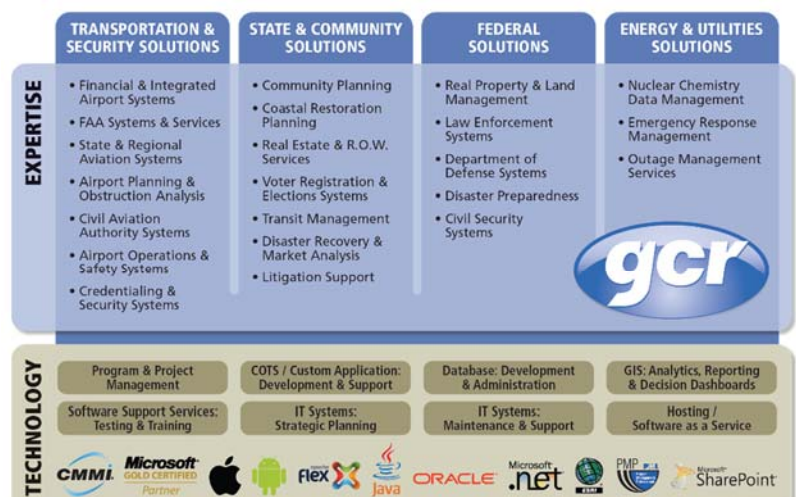 TRANSPORTATION &
SECURITY SOLUTIONS
STATE & COMMUNITY
SOLUTIONS
FEDERAL
SOLUTIONS
ENERGY & UTILITIES
SOLUTIONS
EXPERTISE
• Financial & Integrated
Airport Systems
• FAA Systems & Services
• State & Regional
Aviation Systems
• Airport Planning &
Obstruction Analysis
• Civil Aviation
Authority Systems
• Airport Operations &
Safety Systems
• Credentialing &
Security Systems
• Community Planning
• Coastal Restoration
Planning
• Real Estate & R.O.W.
Services
• Voter Registration &
Elections Systems
• Transit Management
• Disaster Recovery &
Market Analysis
• Litigation Support
• Real Property & Land
Management
• Law Enforcement
Systems
• Department of
Defense Systems
• Disaster Preparedness
• Civil Security
Systems
• Nuclear Chemistry
Data Management
• Emergency Response
Management
• Outage Management
Services
gcr
TECHNOLOGY
Program & Project
Management
COTS / Custom Application:
Development & Support
Database: Development
& Administration
GIS: Analytics, Reporting
& Decision Dashboards
Software Support Services:
Testing & Training
IT Systems:
Strategic Planning
IT Systems:
Maintenance & Support
Hosting /
Software as a Service
CMMI
Microsoft
GOLD CERTIFIED
Partner
Flex
Java
ORACLE
Microsoft
.net
esri
PMP
Microsoft
SharePoint